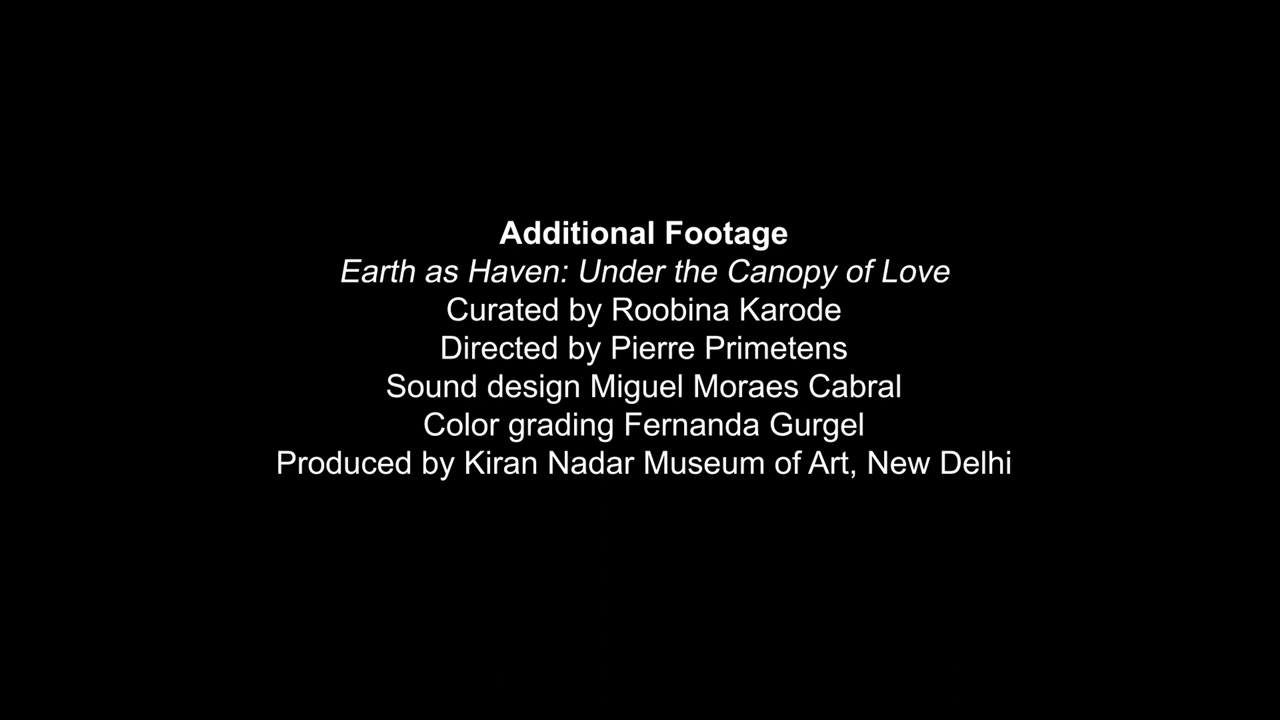 Additional Footage
Earth as Haven: Under the Canopy of Love
Curated by Roobina Karode
Directed by Pierre Primetens
Sound design Miguel Moraes Cabral
Color grading Fernanda Gurgel
Produced by Kiran Nadar Museum of Art, New Delhi